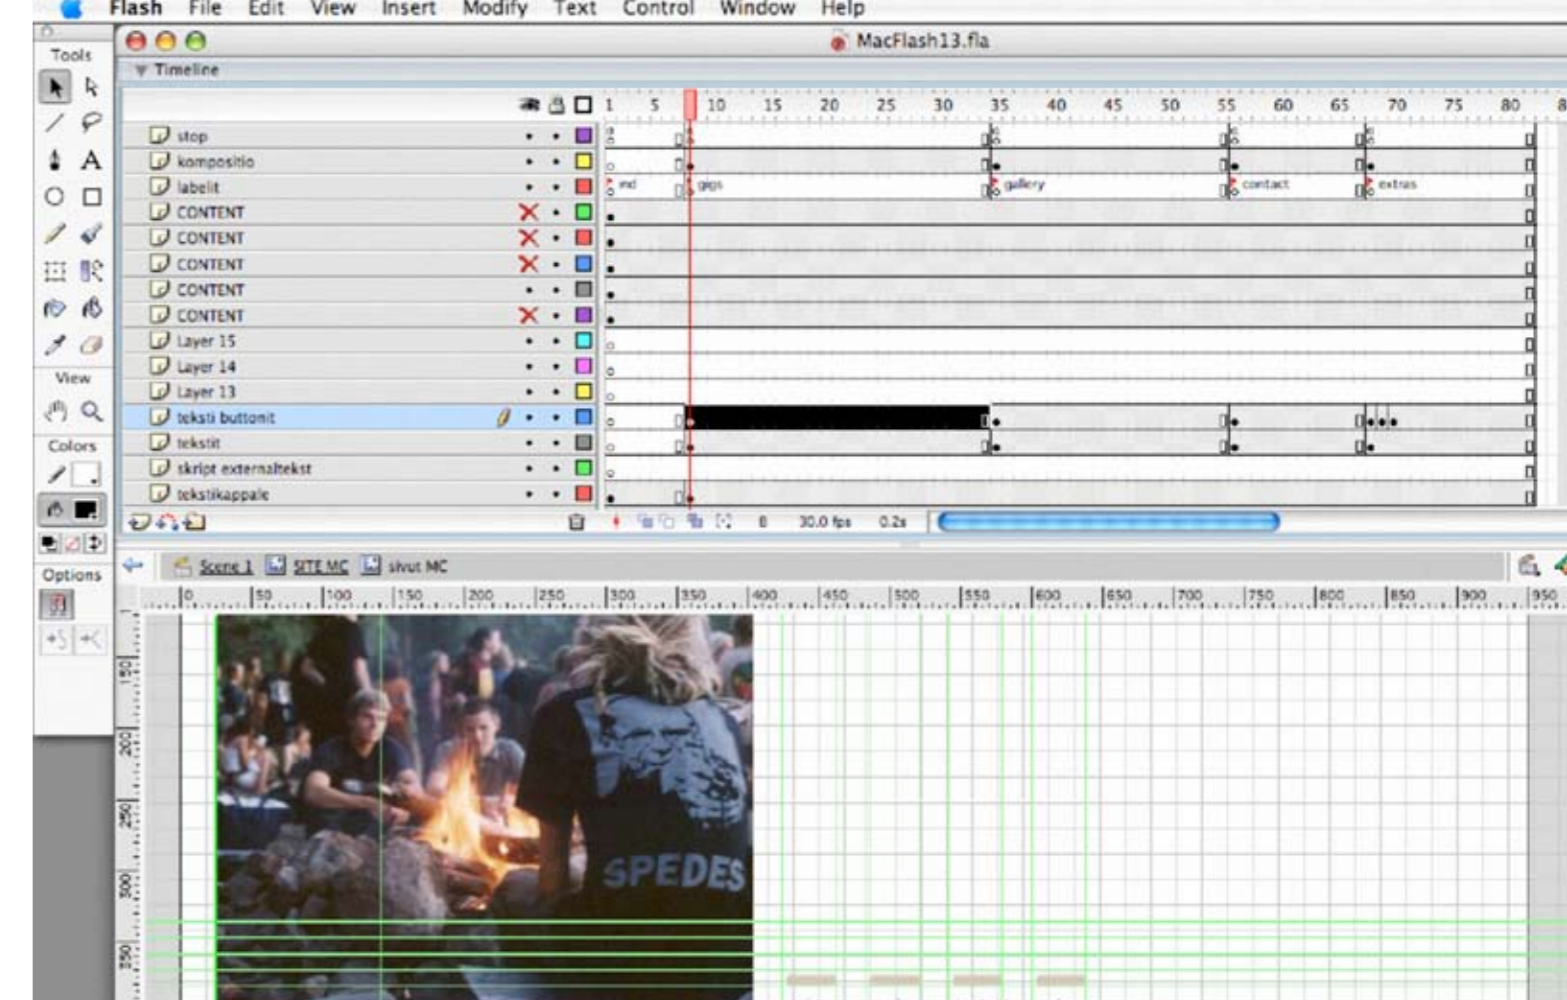 Flash File Edit View Insert Modify Text Control Window Help
MacFlash13.fla
Tools
Timeline
1 5 10 15 20 25 30 35 40 45 50 55 60 65 70 75 80 8
stop
kompositio
labelit gigs gallery contact extras
CONTENT
CONTENT
CONTENT
CONTENT
CONTENT
Layer 15
Layer 14
Layer 13
teksti buttonit
tekstit
skript externaltekst
tekstikappale
View
Colors
8 30.0 fps 0.2s
Options
Scene 1 SITE MC sivut MC
0 50 100 150 200 250 300 350 400 450 500 550 600 650 700 750 800 850 900 950
150
200
250
300
350
SPEDES